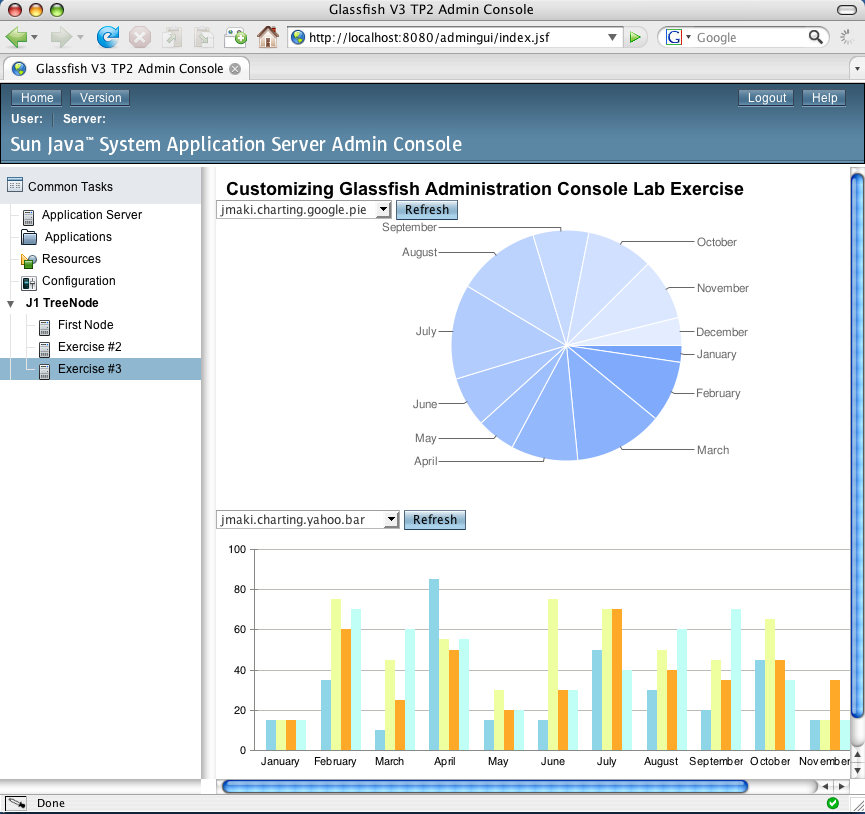 Glassfish V3 TP2 Admin Console
http://localhost:8080/admingui/index.jsf
G Google
Glassfish V3 TP2 Admin Console
Home Version Logout Help
User: Server:
Sun Java™ System Application Server Admin Console
Common Tasks
Application Server
Applications
Resources
Configuration
J1 TreeNode
First Node
Exercise #2
Exercise #3
Customizing Glassfish Administration Console Lab Exercise
jmaki.charting.google.pie Refresh
September
August
October
November
July
December
January
February
June
May
March
April
jmaki.charting.yahoo.bar Refresh
100
80
60
40
20
0
January February March April May June July August September October November
Done